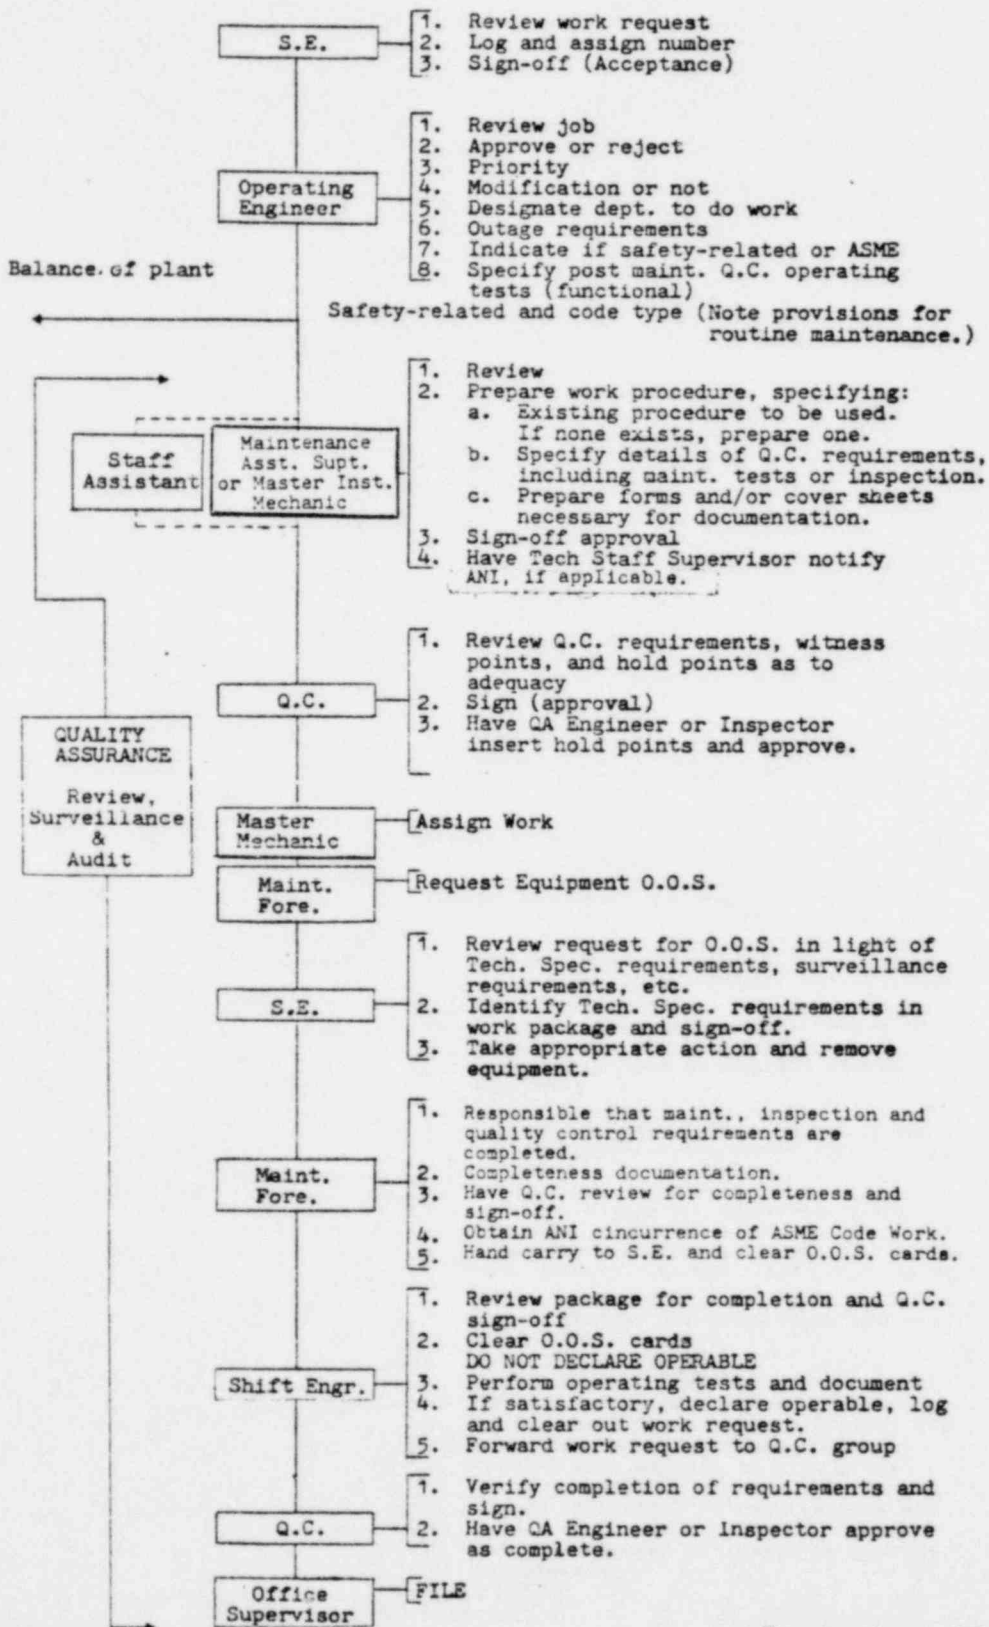 S.E.
1. Review work request
2. Log and assign number
3. Sign-off (Acceptance)
Operating
Engineer
1. Review job
2. Approve or reject
3. Priority
4. Modification or not
5. Designate dept. to do work
6. Outage requirements
7. Indicate if safety-related or ASME
8. Specify post maint. Q.C. operating
tests (functional)
Balance of plant
Safety-related and code type (Note provisions for
routine maintenance.)
Staff
Assistant
Maintenance
Asst. Supt.
or Master Inst.
Mechanic
1. Review
2. Prepare work procedure, specifying:
a. Existing procedure to be used.
If none exists, prepare one.
b. Specify details of Q.C. requirements,
including maint. tests or inspection.
c. Prepare forms and/or cover sheets
necessary for documentation.
3. Sign-off approval
4. Have Tech Staff Supervisor notify
ANI, if applicable.
Q.C.
1. Review Q.C. requirements, witness
points, and hold points as to
adequacy
2. Sign (approval)
3. Have QA Engineer or Inspector
insert hold points and approve.
QUALITY
ASSURANCE
Review,
Surveillance
&
Audit
Master
Mechanic
Assign Work
Maint.
Fore.
Request Equipment O.O.S.
S.E.
1. Review request for O.O.S. in light of
Tech. Spec. requirements, surveillance
requirements, etc.
2. Identify Tech. Spec. requirements in
work package and sign-off.
3. Take appropriate action and remove
equipment.
Maint.
Fore.
1. Responsible that maint., inspection and
quality control requirements are
completed.
2. Completeness documentation.
3. Have Q.C. review for completeness and
sign-off.
4. Obtain ANI cincurrence of ASME Code Work.
5. Hand carry to S.E. and clear O.O.S. cards.
Shift Engr.
1. Review package for completion and Q.C.
sign-off
2. Clear O.O.S. cards
DO NOT DECLARE OPERABLE
3. Perform operating tests and document
4. If satisfactory, declare operable, log
and clear out work request.
5. Forward work request to Q.C. group
Q.C.
1. Verify completion of requirements and
sign.
2. Have QA Engineer or Inspector approve
as complete.
Office
Supervisor
FILE